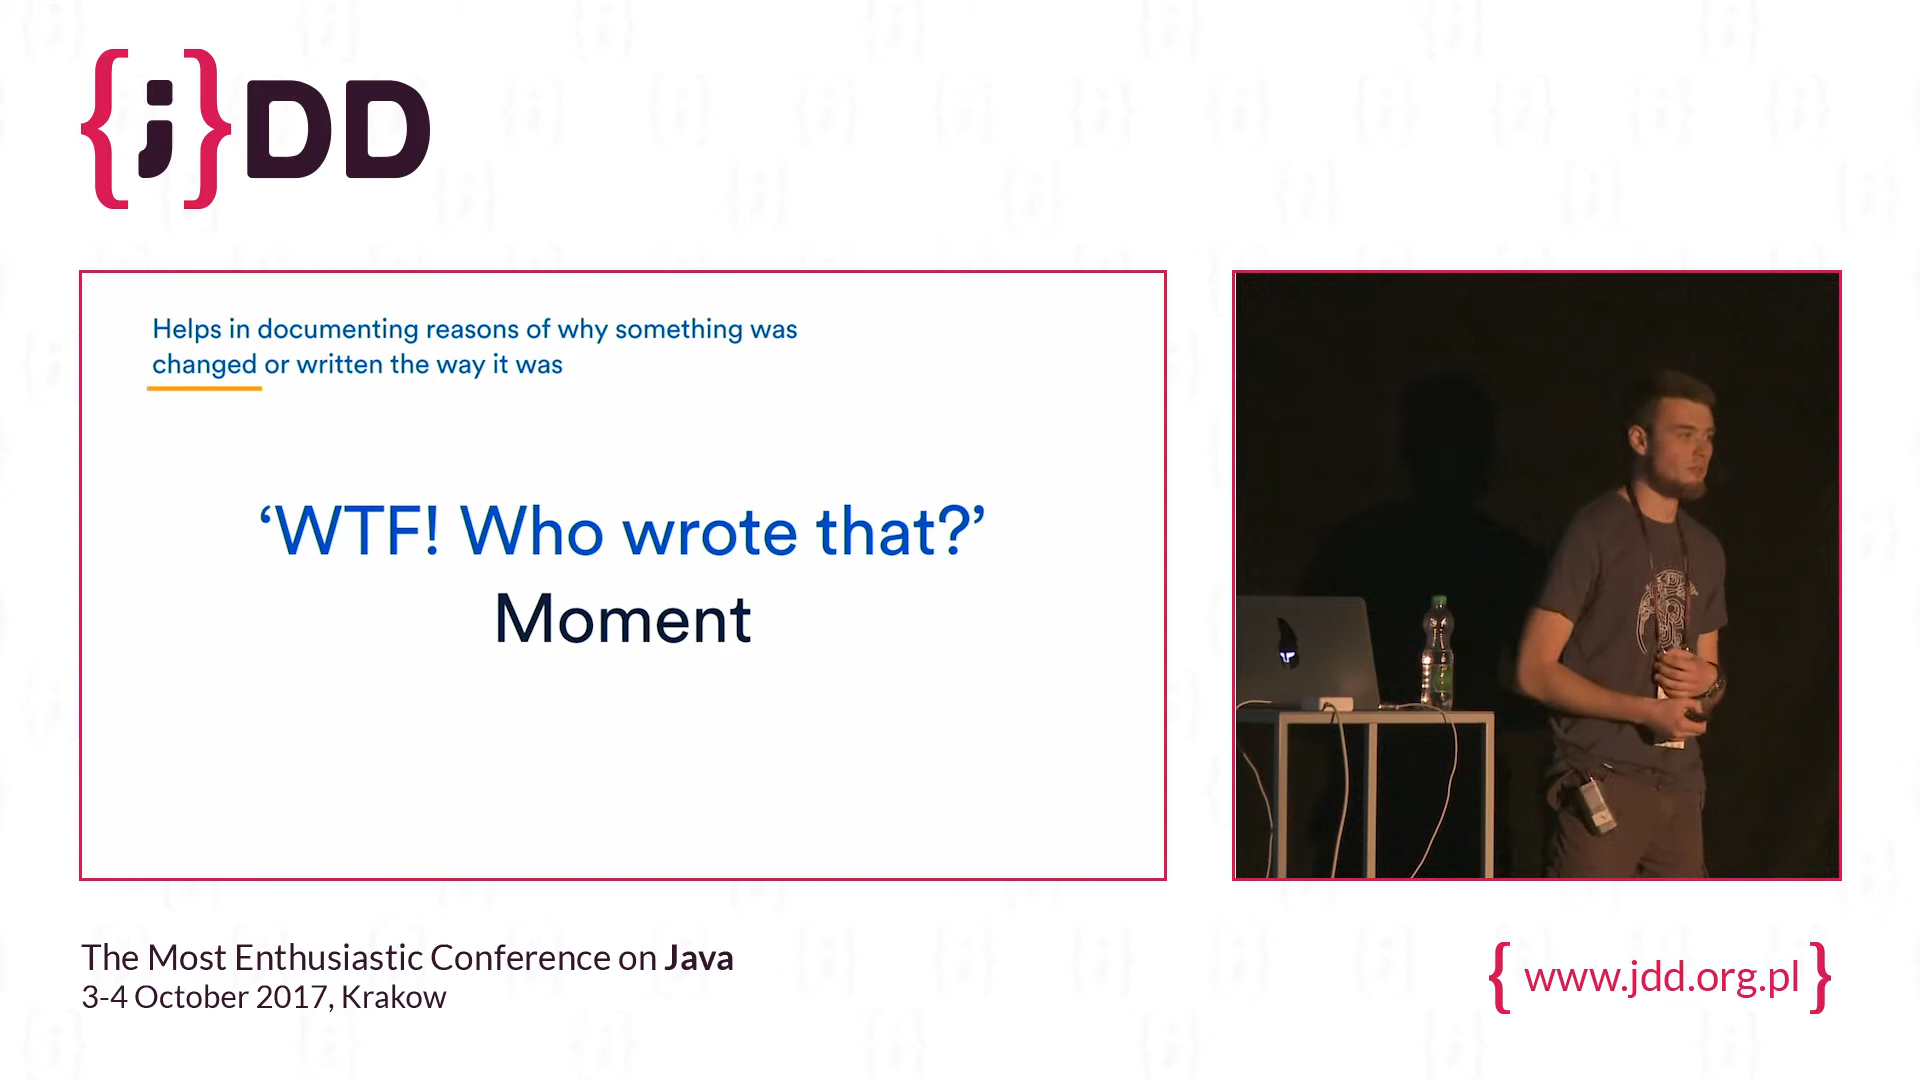 {;}DD
Helps in documenting reasons of why something was
changed or written the way it was
‘WTF! Who wrote that?’
Moment
The Most Enthusiastic Conference on Java
3-4 October 2017, Krakow
{ www.jdd.org.pl }